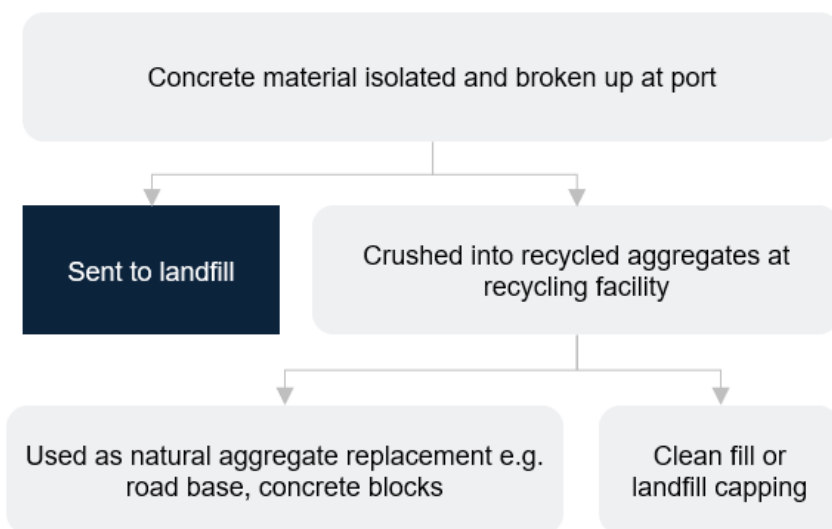 Concrete material isolated and broken up at port
Sent to landfill
Crushed into recycled aggregates at
recycling facility
Used as natural aggregate replacement e.g.
road base, concrete blocks
Clean fill or
landfill capping